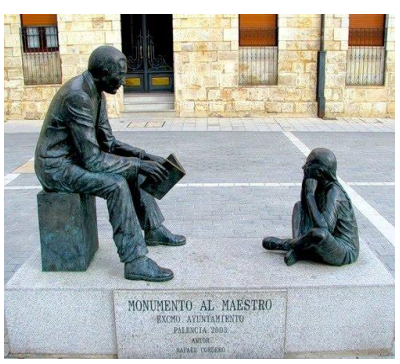 MONUMENTO AL MAESTRO
EXCMO AYUNTAMIENTO
PALENCIA 2003
AUTOR
RAFAEL CORDERO